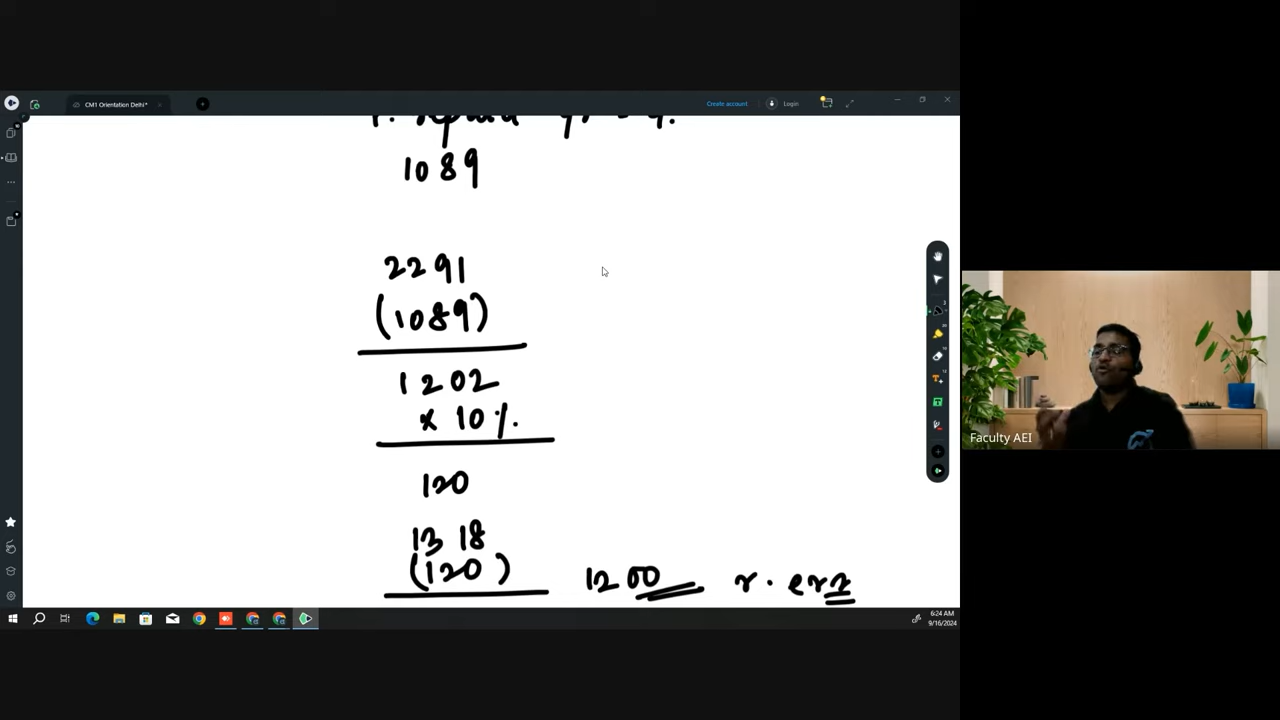 CM1 Orientation Delhi*
Create account
Login
1089
2291
(1089)
1202
x 10%.
120
1318
(120)
1200
r. err
Faculty AEI
6:24 AM
9/16/2024